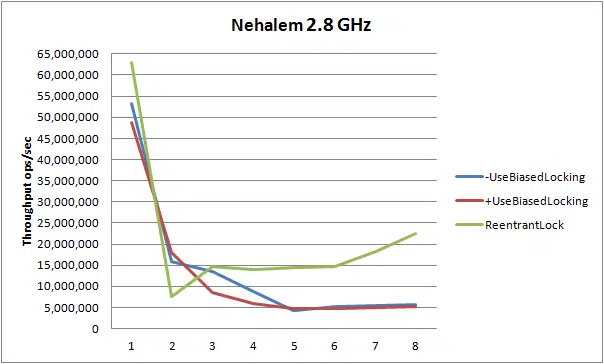 Nehalem 2.8 GHz
65,000,000
60,000,000
55,000,000
50,000,000
45,000,000
40,000,000
35,000,000
30,000,000
25,000,000
20,000,000
15,000,000
10,000,000
5,000,000
0
Throughput ops/sec
1 2 3 4 5 6 7 8
-UseBiasedLocking
+UseBiasedLocking
ReentrantLock